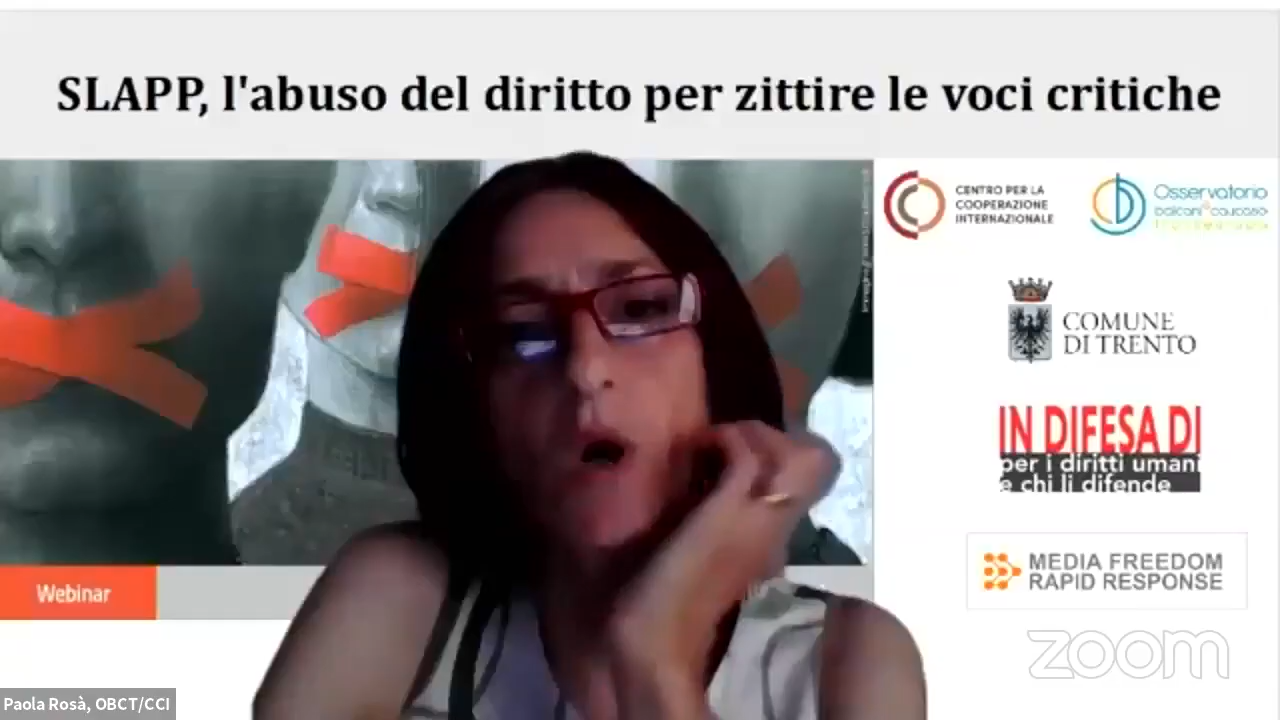 SLAPP, l'abuso del diritto per zittire le voci critiche
CENTRO PER LA
COOPERAZIONE
INTERNAZIONALE
Osservatorio
balcani e caucaso
transeuropa
COMUNE
DI TRENTO
IN DIFESA DI
per i diritti umani
e chi li difende
MEDIA FREEDOM
RAPID RESPONSE
Webinar
zoom
Paola Rosà, OBCT/CCI